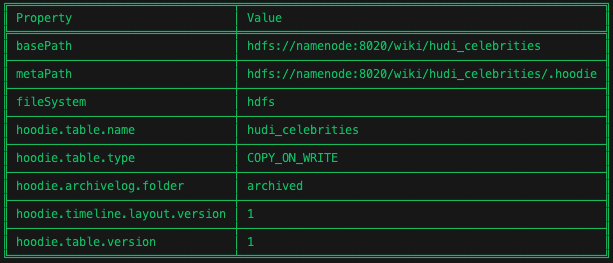 Property Value
basePath hdfs://namenode:8020/wiki/hudi_celebrities
metaPath hdfs://namenode:8020/wiki/hudi_celebrities/.hoodie
fileSystem hdfs
hoodie.table.name hudi_celebrities
hoodie.table.type COPY_ON_WRITE
hoodie.archivelog.folder archived
hoodie.timeline.layout.version 1
hoodie.table.version 1